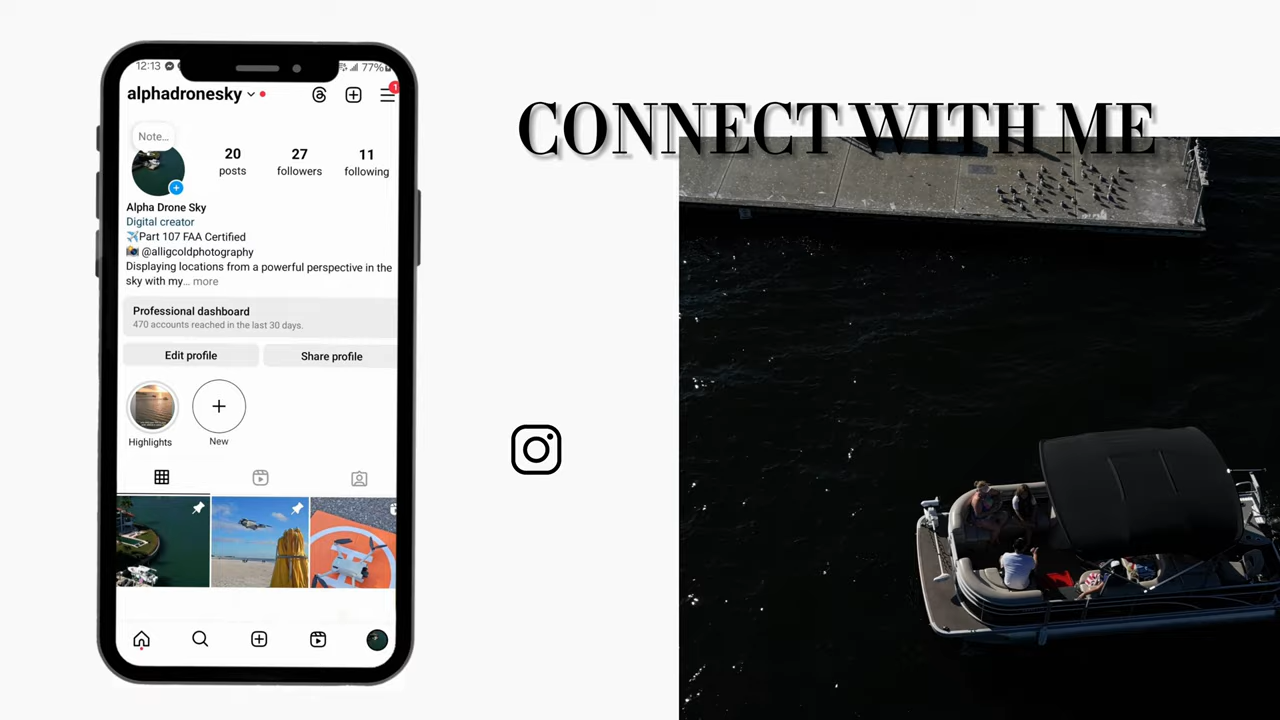 12:13
77%
alphadronesky
1
Note...
20
27
11
posts
followers
following
Alpha Drone Sky
Digital creator
✈️Part 107 FAA Certified
📸 @alligcoldphotography
Displaying locations from a powerful perspective in the
sky with my... more
Professional dashboard
470 accounts reached in the last 30 days.
Edit profile
Share profile
Highlights
New
CONNECT WITH ME